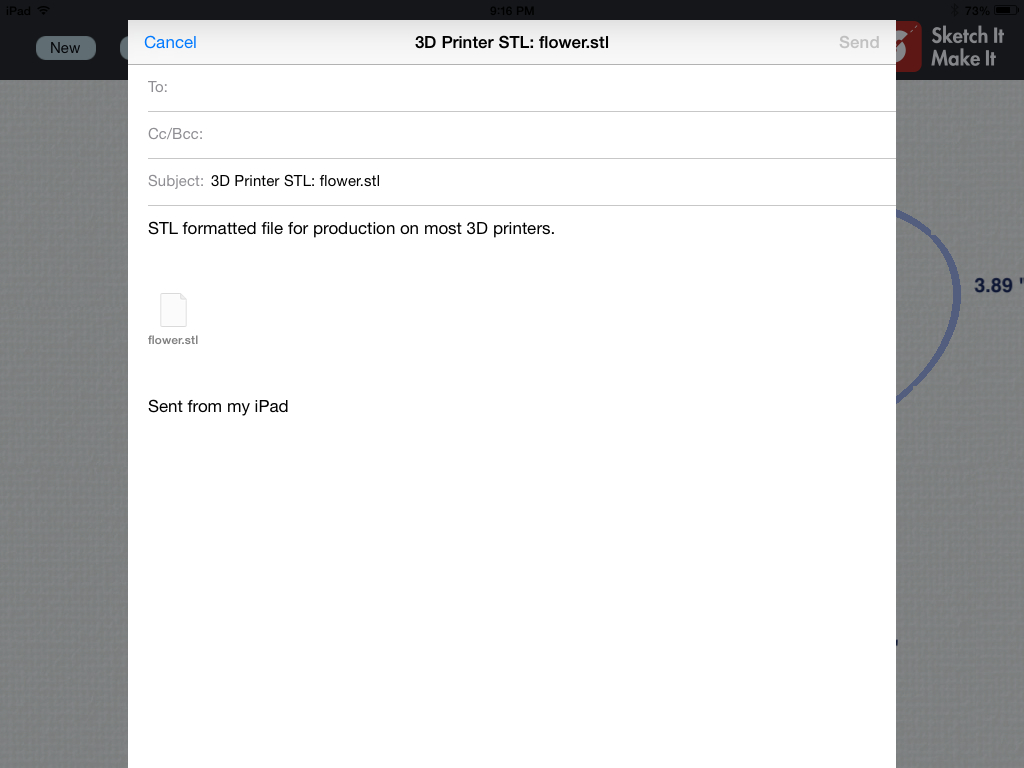 iPad 9:16 PM 73%
New
Cancel 3D Printer STL: flower.stl Send
Sketch It
Make It
To:
Cc/Bcc:
Subject: 3D Printer STL: flower.stl
STL formatted file for production on most 3D printers.
3.89 "
flower.stl
Sent from my iPad